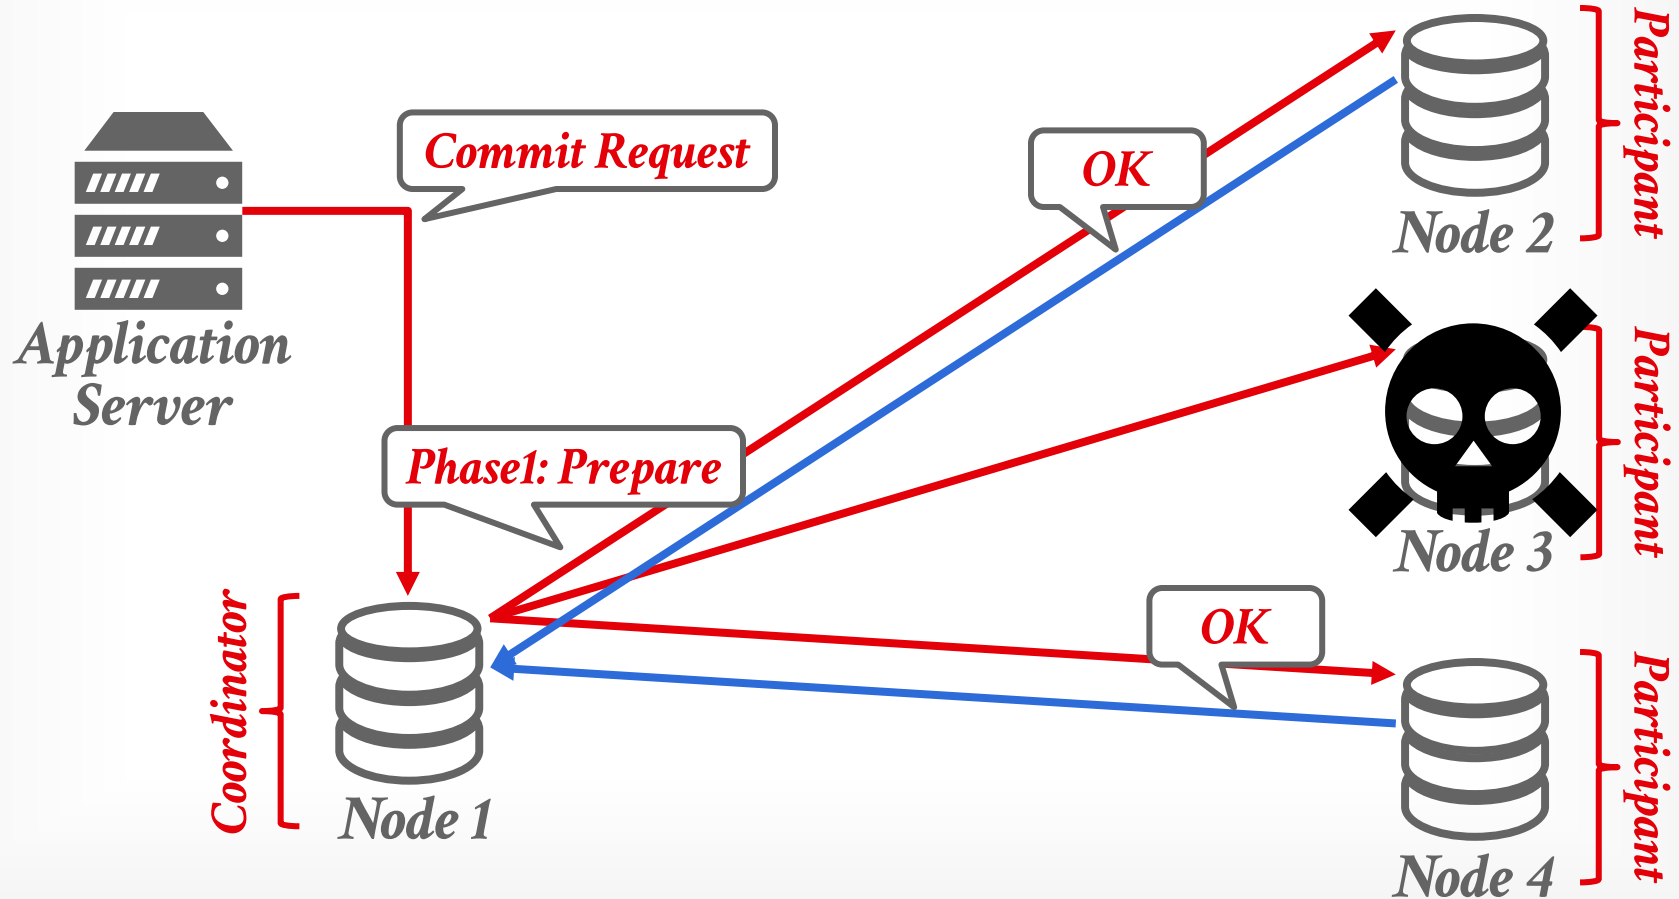 Commit Request
OK
Node 2
Participant
Application
Server
Phase1: Prepare
Node 3
Participant
OK
Coordinator
Node 1
Node 4
Participant